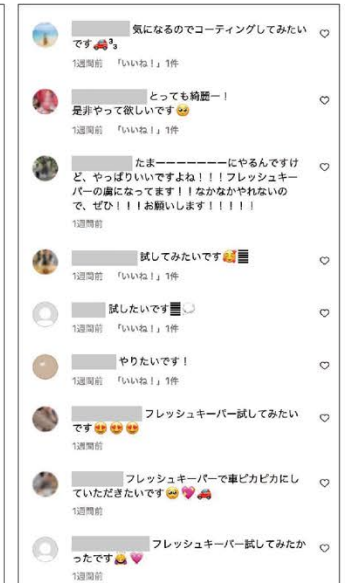 気になるのでコーティングしてみたい
です🚗³₃
1週間前 「いいね！」1件
とっても綺麗ー！
是非やって欲しいです🥺
1週間前 「いいね！」1件
たまーーーーーーーにやるんですけ
ど、やっぱりいいですよね！！！フレッシュキー
パーの虜になってます！！なかなかやれないの
で、ぜひ！！！お願いします！！！！！
1週間前
試してみたいです🥰
1週間前 「いいね！」1件
試したいです
1週間前 「いいね！」1件
やりたいです！
1週間前 「いいね！」1件
フレッシュキーパー試してみたい
です😍😍😍
1週間前
フレッシュキーパーで車ピカピカにし
ていただきたいです🥺💖🚗
1週間前
フレッシュキーパー試してみたか
ったです🙇💗
1週間前